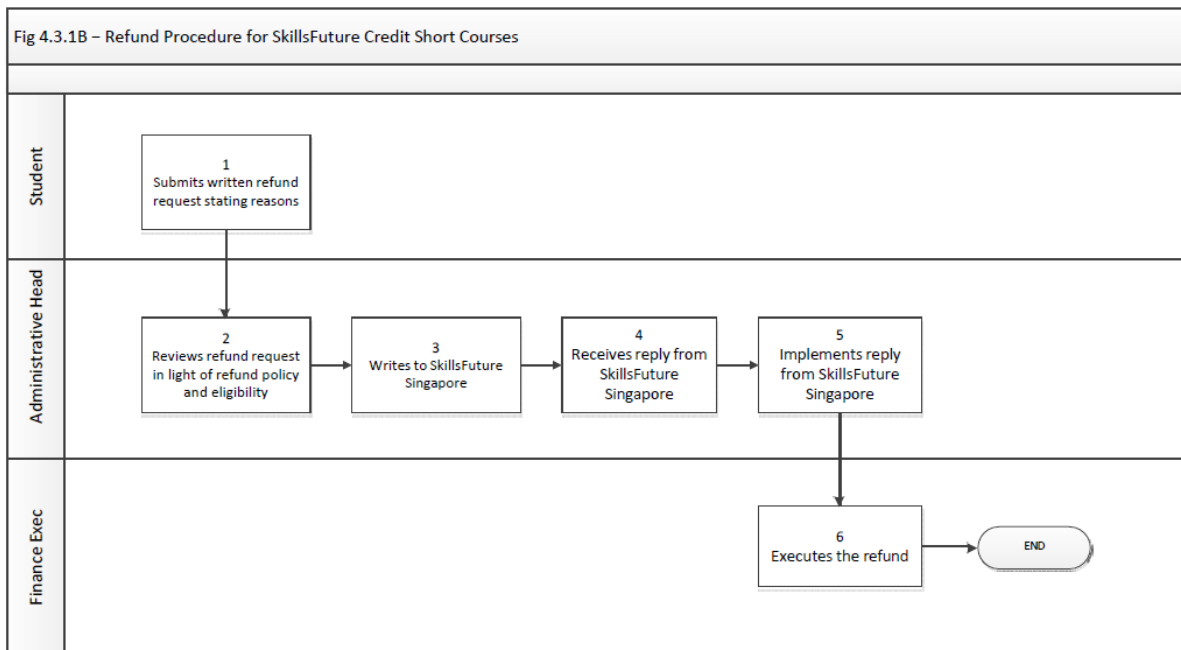 Fig 4.3.1B – Refund Procedure for SkillsFuture Credit Short Courses
Student
1
Submits written refund
request stating reasons
Administrative Head
2
Reviews refund request
in light of refund policy
and eligibility
3
Writes to SkillsFuture
Singapore
4
Receives reply from
SkillsFuture
Singapore
5
Implements reply
from SkillsFuture
Singapore
Finance Exec
6
Executes the refund
END